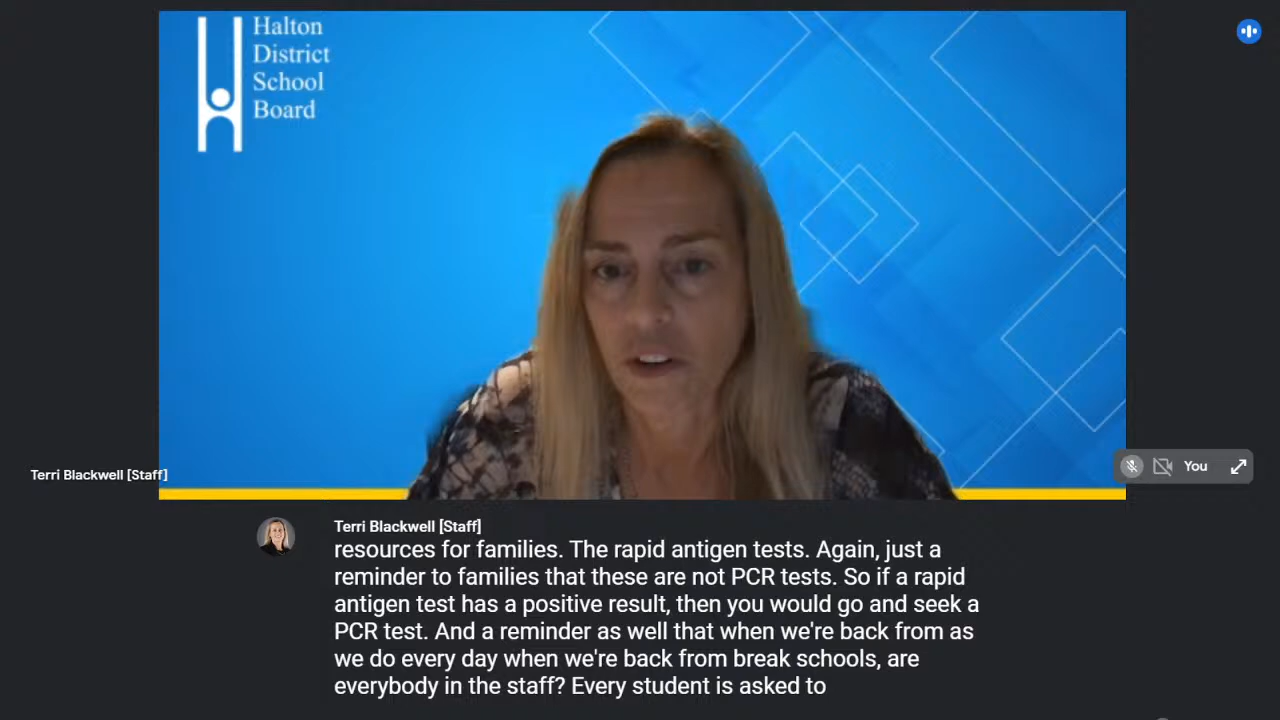 Halton
District
School
Board
Terri Blackwell [Staff]
You
Terri Blackwell [Staff]
resources for families. The rapid antigen tests. Again, just a
reminder to families that these are not PCR tests. So if a rapid
antigen test has a positive result, then you would go and seek a
PCR test. And a reminder as well that when we're back from as
we do every day when we're back from break schools, are
everybody in the staff? Every student is asked to